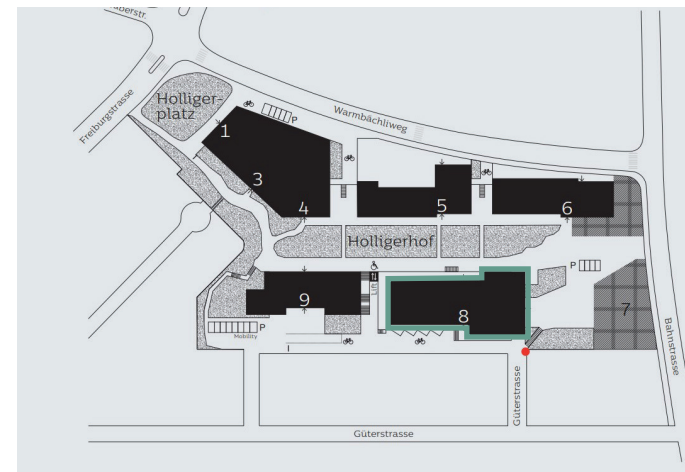 Freiburgstrasse
Holliger-
platz
P
Warmbächliweg
1
3
4
5
6
Holligerhof
P
Lift
9
8
7
P
Mobility
Bahnstrasse
Güterstrasse
Güterstrasse